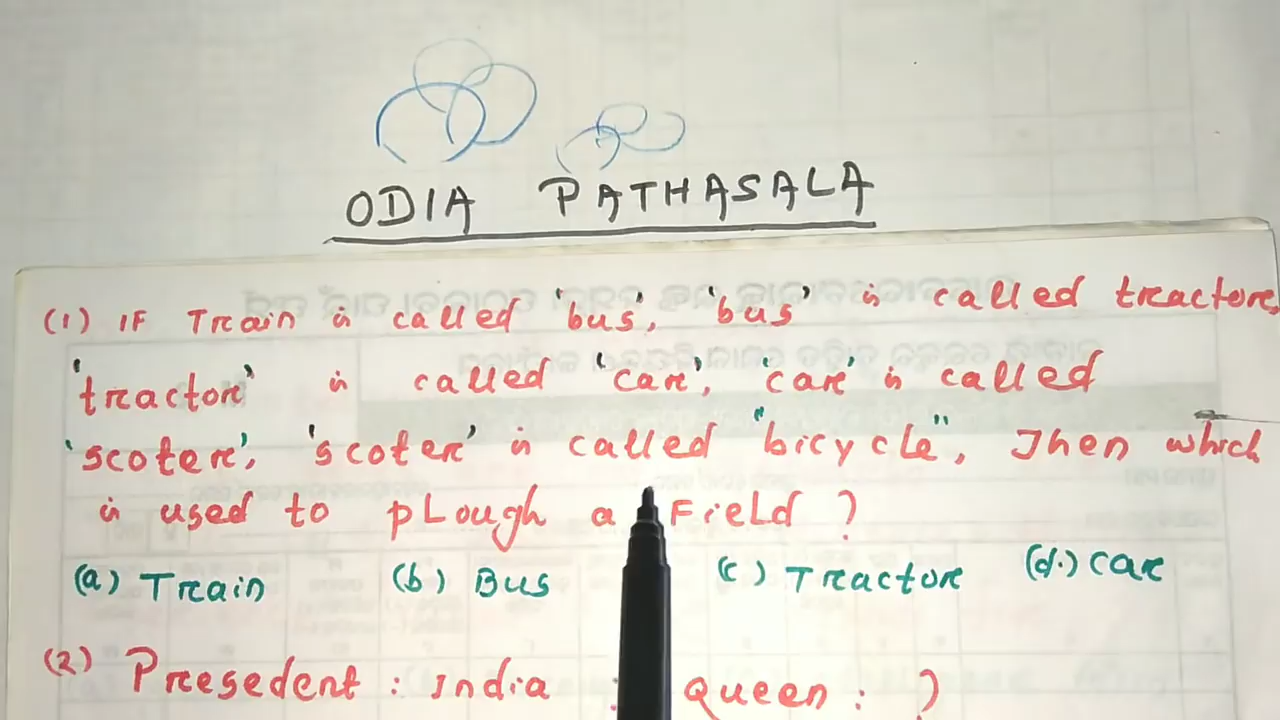 ODIA PATHASALA
(1) IF Train is called 'bus', 'bus' is called tractor,
'tractor' is called 'car', 'car' is called
'scoter', 'scoter' is called "bicycle", Then which
is used to plough a Field ?
(a) Train (b) Bus (c) Tractor (d.) car
(2) Presedent : India : Queen : ?